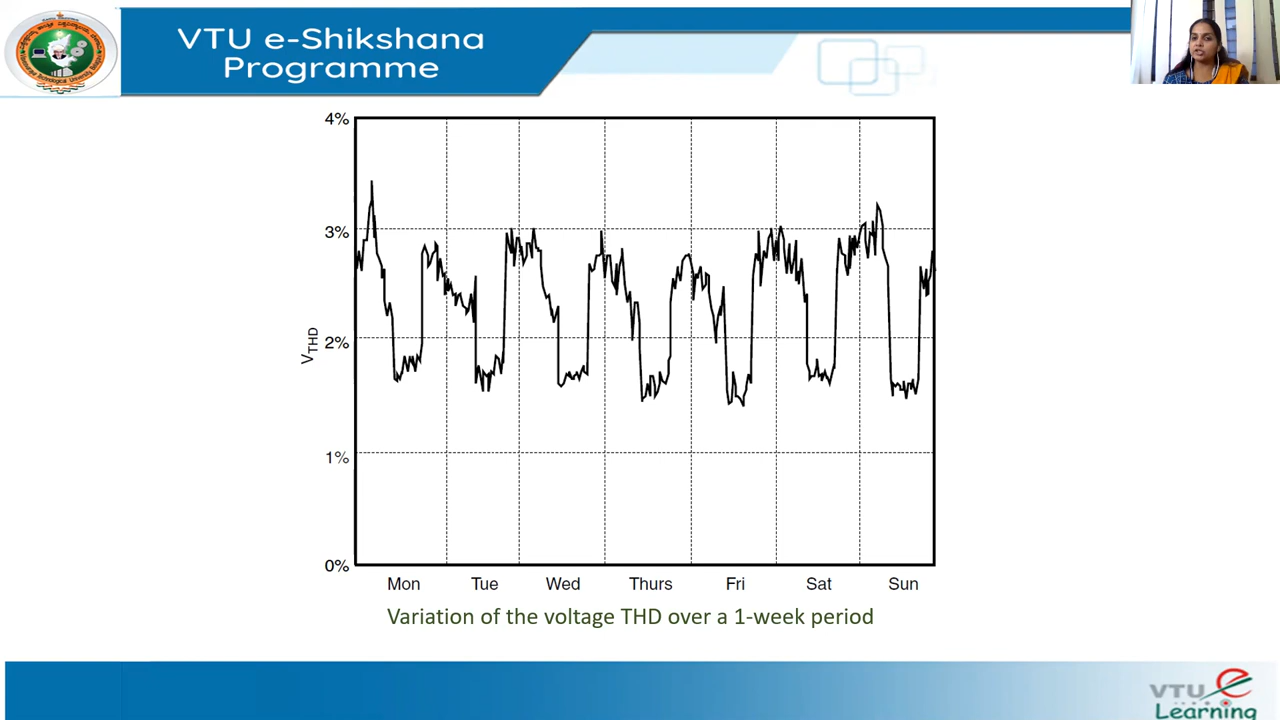 VTU e-Shikshana
Programme
4%
3%
2%
1%
0%
VTHD
Mon Tue Wed Thurs Fri Sat Sun
Variation of the voltage THD over a 1-week period
VTU e
Learning